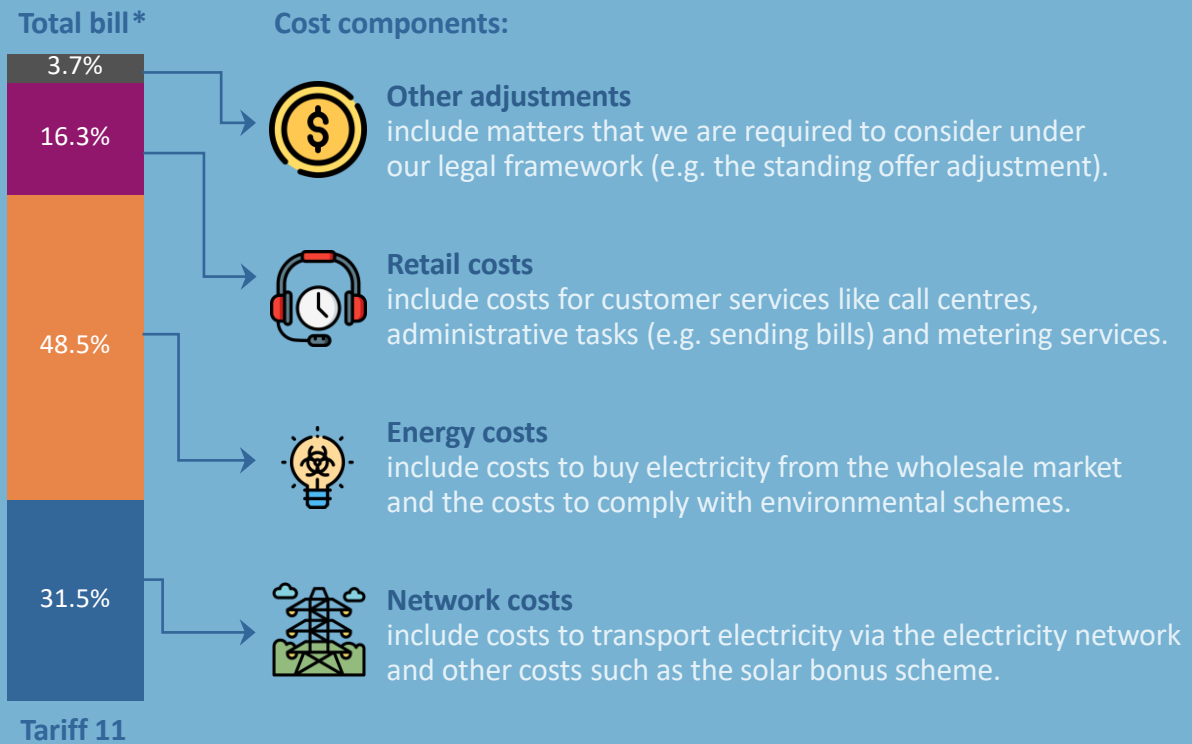 Total bill*
Cost components:
3.7%
Other adjustments
include matters that we are required to consider under
our legal framework (e.g. the standing offer adjustment).
16.3%
Retail costs
include costs for customer services like call centres,
administrative tasks (e.g. sending bills) and metering services.
48.5%
Energy costs
include costs to buy electricity from the wholesale market
and the costs to comply with environmental schemes.
31.5%
Network costs
include costs to transport electricity via the electricity network
and other costs such as the solar bonus scheme.
Tariff 11